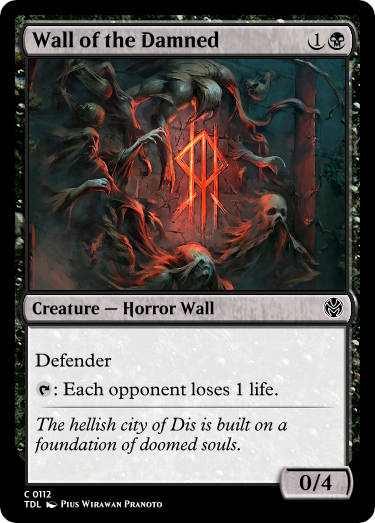 Wall of the Damned 1
Creature — Horror Wall
Defender
: Each opponent loses 1 life.
The hellish city of Dis is built on a
foundation of doomed souls.
0/4
C 0112
TDL Pius Wirawan Pranoto